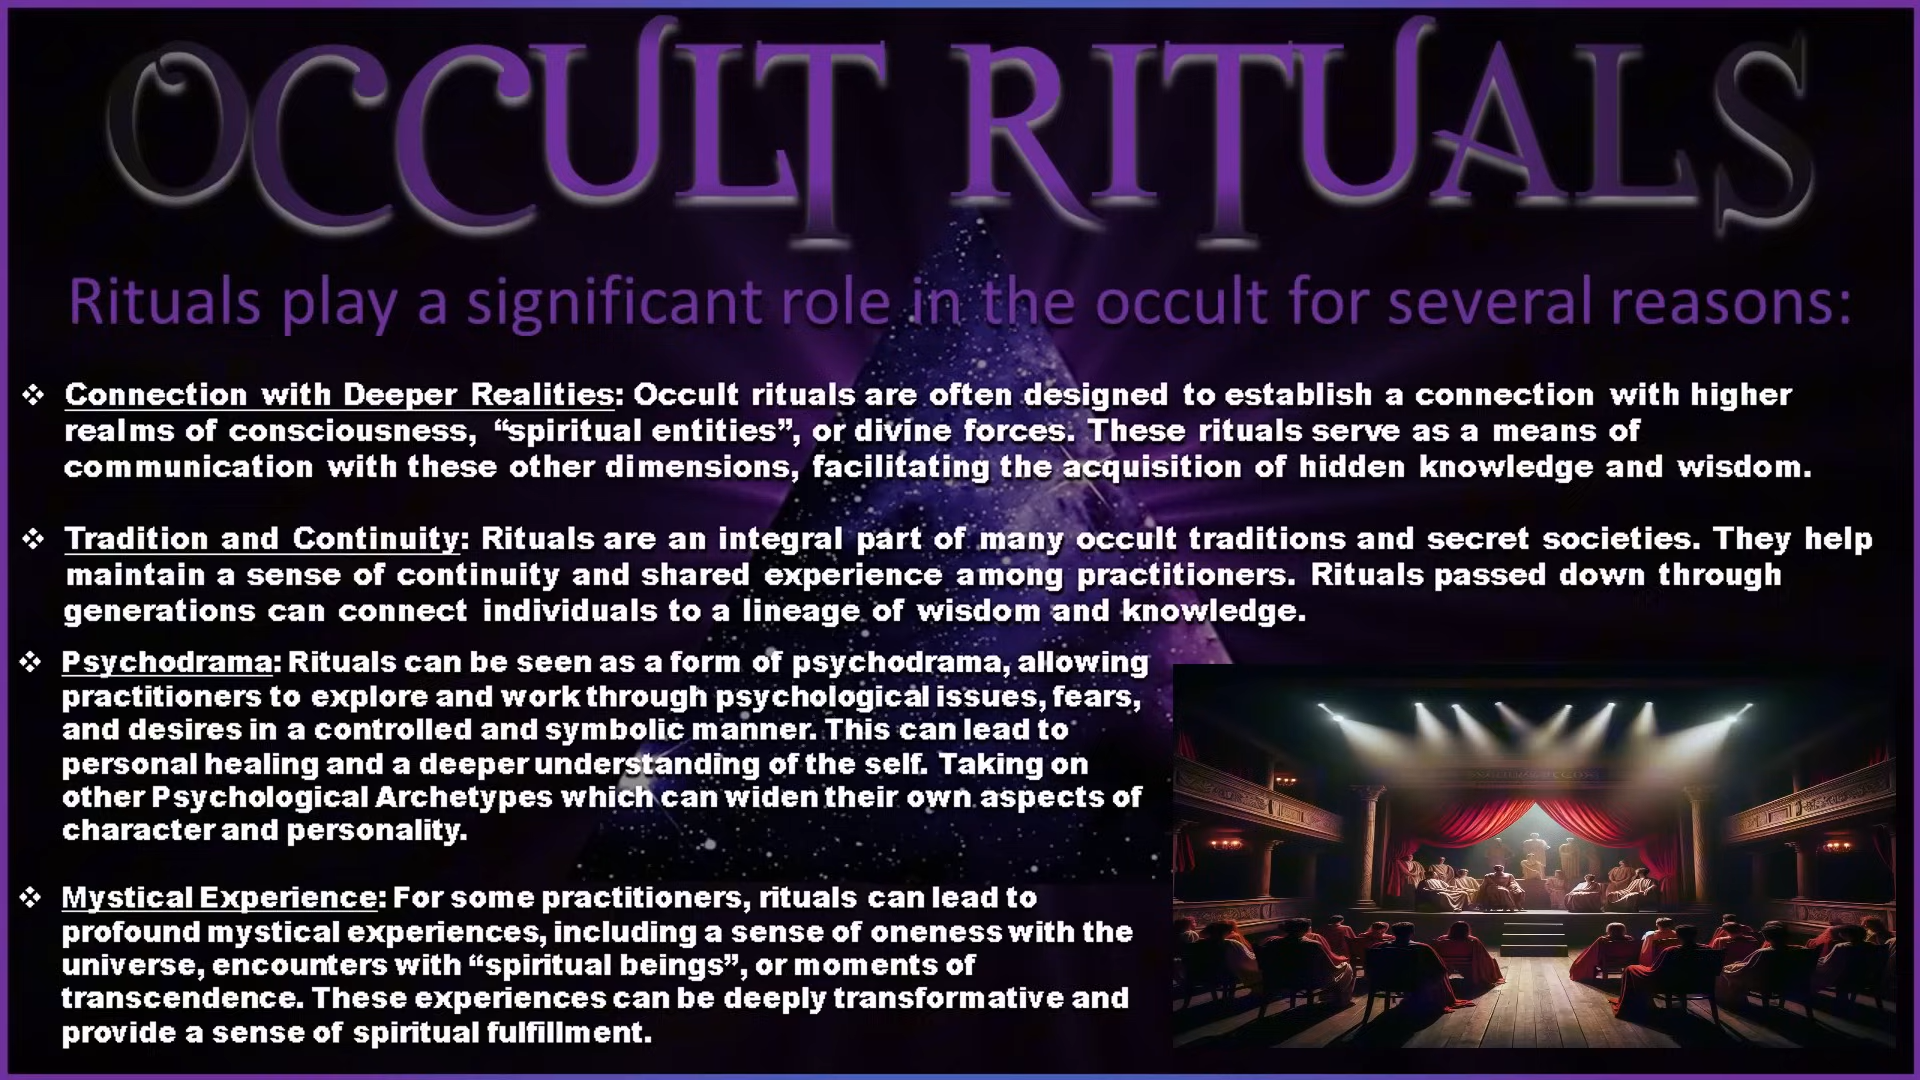 OCCULT RITUALS
Rituals play a significant role in the occult for several reasons:
❖ Connection with Deeper Realities: Occult rituals are often designed to establish a connection with higher
realms of consciousness, “spiritual entities”, or divine forces. These rituals serve as a means of
communication with these other dimensions, facilitating the acquisition of hidden knowledge and wisdom.
❖ Tradition and Continuity: Rituals are an integral part of many occult traditions and secret societies. They help
maintain a sense of continuity and shared experience among practitioners. Rituals passed down through
generations can connect individuals to a lineage of wisdom and knowledge.
❖ Psychodrama: Rituals can be seen as a form of psychodrama, allowing
practitioners to explore and work through psychological issues, fears,
and desires in a controlled and symbolic manner. This can lead to
personal healing and a deeper understanding of the self. Taking on
other Psychological Archetypes which can widen their own aspects of
character and personality.
❖ Mystical Experience: For some practitioners, rituals can lead to
profound mystical experiences, including a sense of oneness with the
universe, encounters with “spiritual beings”, or moments of
transcendence. These experiences can be deeply transformative and
provide a sense of spiritual fulfillment.